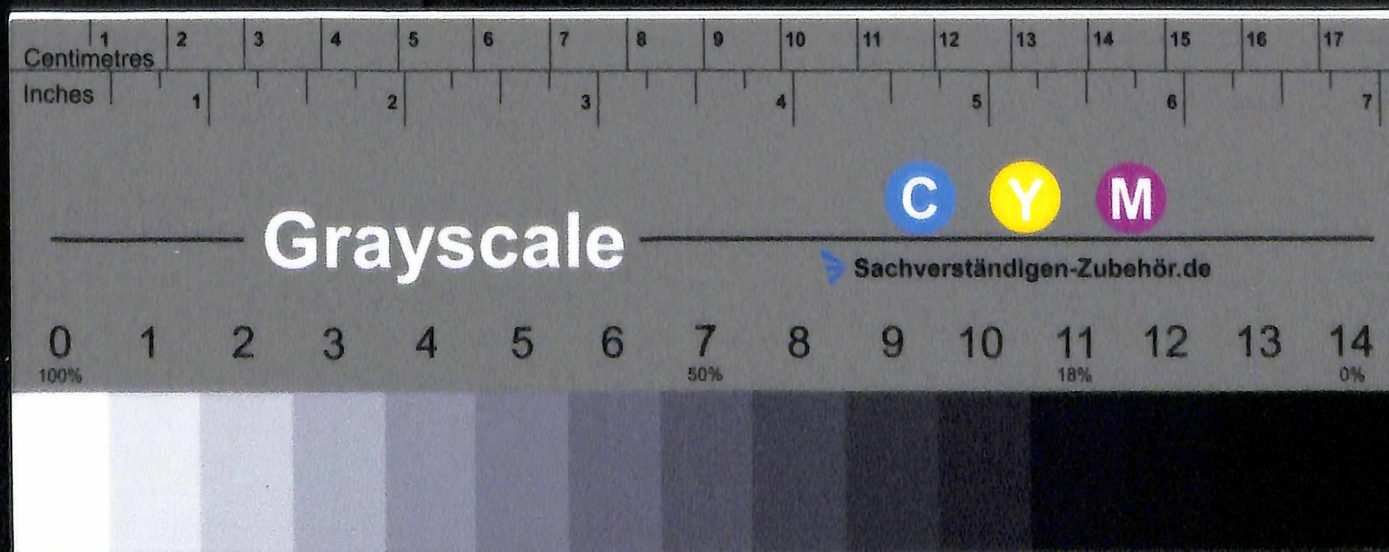 1 2 3 4 5 6 7 8 9 10 11 12 13 14 15 16 17
Centimetres
Inches 1 2 3 4 5 6 7
C Y M
Grayscale
Sachverständigen-Zubehör.de
0 1 2 3 4 5 6 7 8 9 10 11 12 13 14
100% 50% 18% 0%